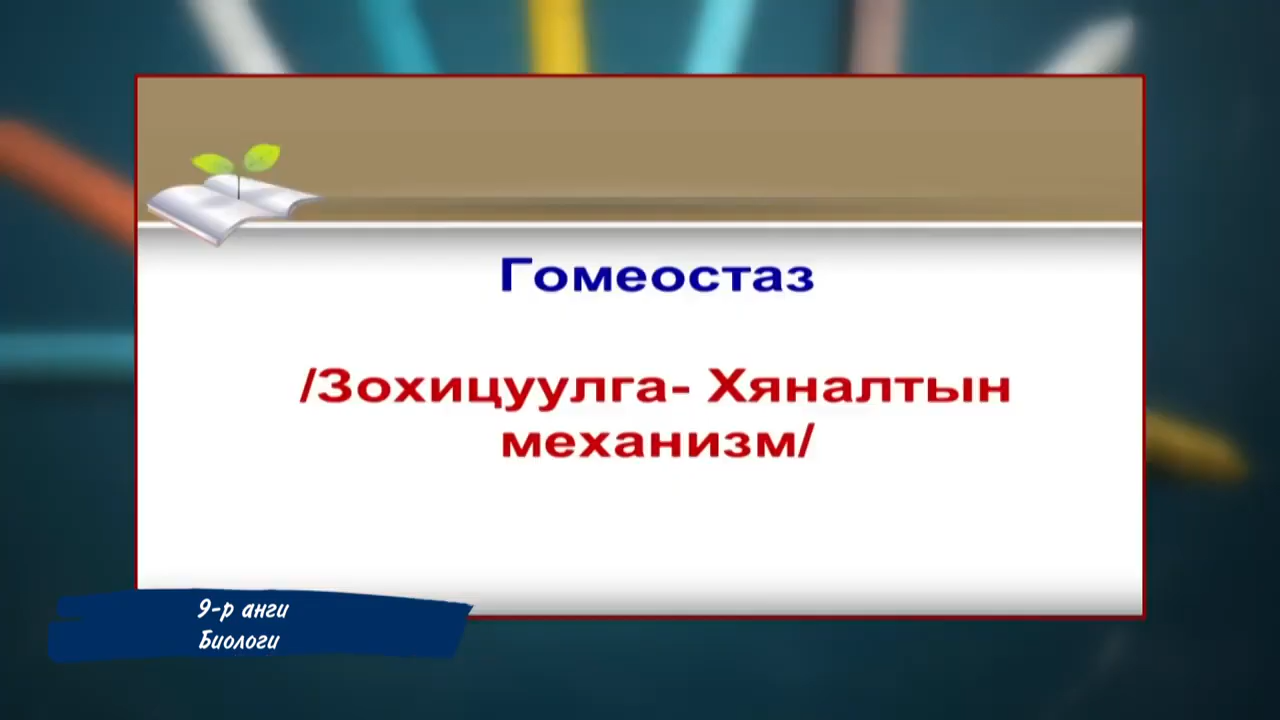 Гомеостаз
/Зохицуулга- Хяналтын
механизм/
9-р анги
Биологи